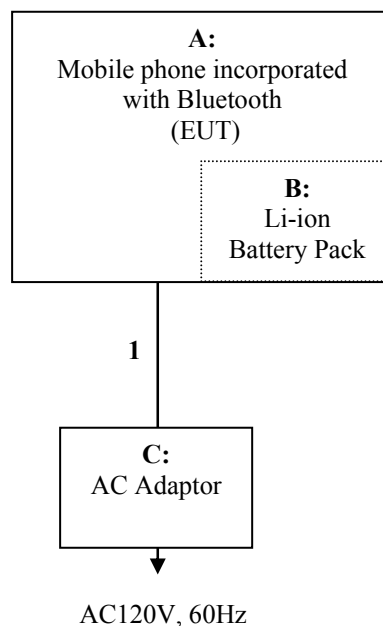 A:
Mobile phone incorporated
with Bluetooth
(EUT)
B:
Li-ion
Battery Pack
1
C:
AC Adaptor
AC120V, 60Hz